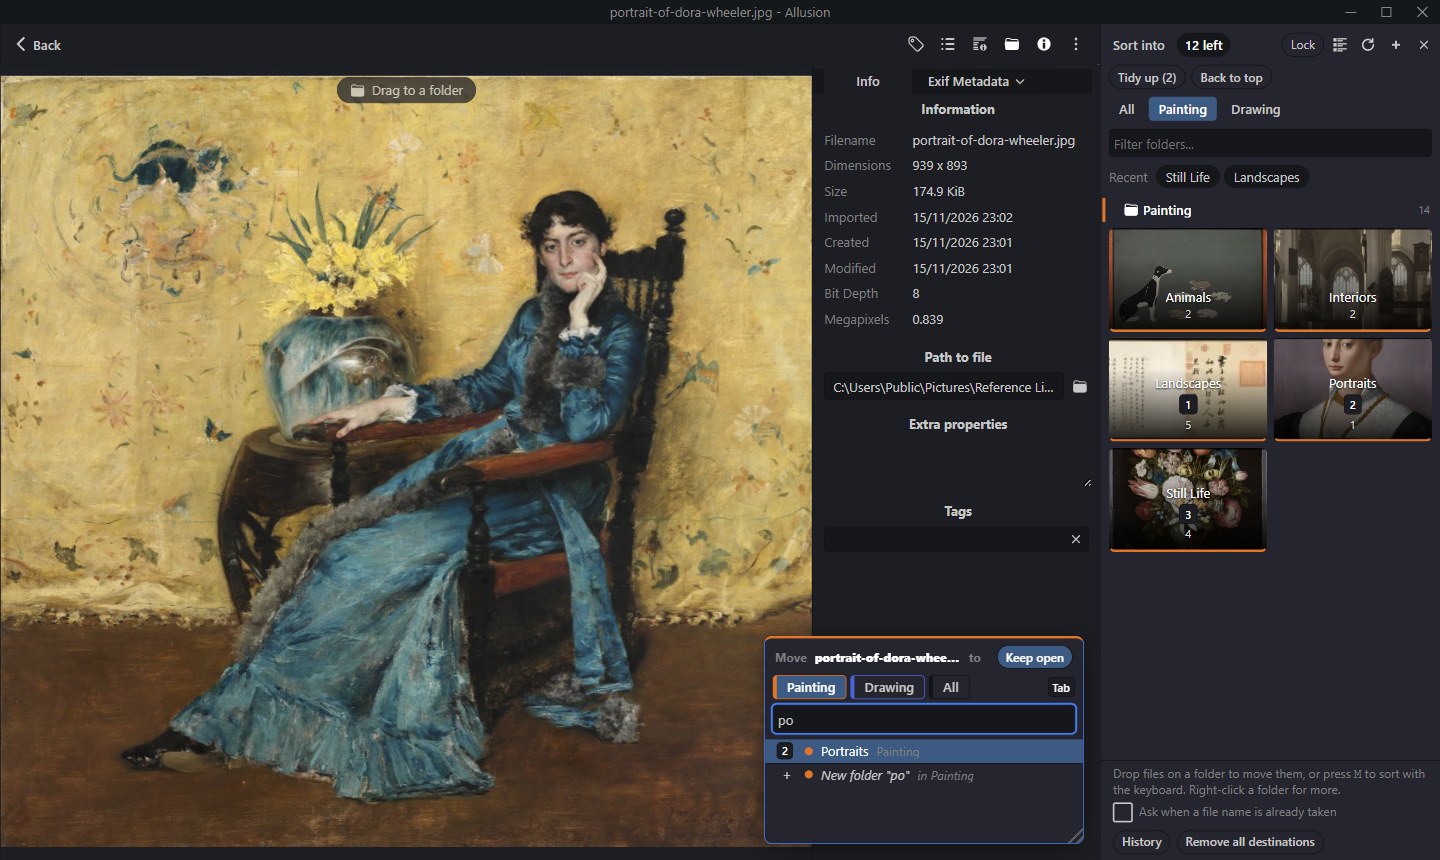 portrait-of-dora-wheeler.jpg - Allusion
Back
Drag to a folder
Info
Exif Metadata
Information
Filename portrait-of-dora-wheeler.jpg
Dimensions 939 x 893
Size 174.9 KiB
Imported 15/11/2026 23:02
Created 15/11/2026 23:01
Modified 15/11/2026 23:01
Bit Depth 8
Megapixels 0.839
Path to file
C:\Users\Public\Pictures\Reference Li...
Extra properties
Tags
Move portrait-of-dora-whee... to Keep open
Painting Drawing All Tab
po
2 Portraits Painting
+ New folder "po" in Painting
Sort into 12 left Lock
Tidy up (2) Back to top
All Painting Drawing
Filter folders...
Recent Still Life Landscapes
Painting 14
Animals
2
Interiors
2
Landscapes
1
5
Portraits
2
1
Still Life
3
4
Drop files on a folder to move them, or press M to sort with
the keyboard. Right-click a folder for more.
Ask when a file name is already taken
History Remove all destinations